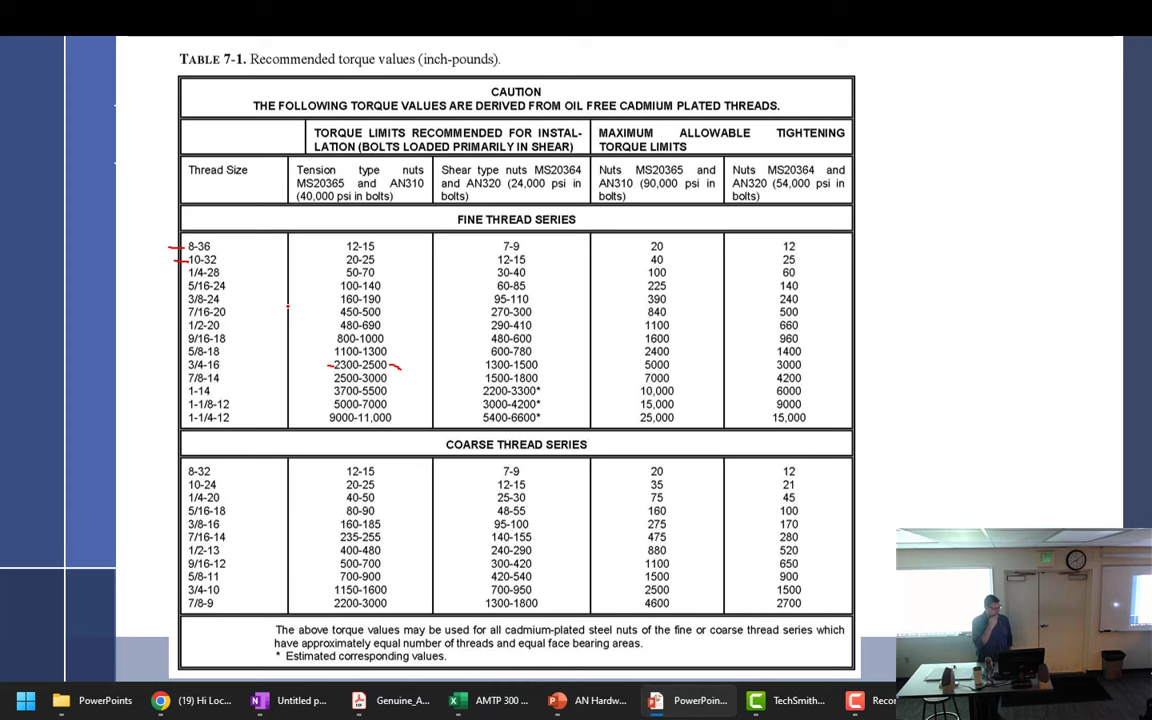 TABLE 7-1. Recommended torque values (inch-pounds).
CAUTION
THE FOLLOWING TORQUE VALUES ARE DERIVED FROM OIL FREE CADMIUM PLATED THREADS.
TORQUE LIMITS RECOMMENDED FOR INSTAL-
LATION (BOLTS LOADED PRIMARILY IN SHEAR)
MAXIMUM ALLOWABLE TIGHTENING
TORQUE LIMITS
Thread Size
Tension type nuts
MS20365 and AN310
(40,000 psi in bolts)
Shear type nuts MS20364
and AN320 (24,000 psi in
bolts)
Nuts MS20365 and
AN310 (90,000 psi in
bolts)
Nuts MS20364 and
AN320 (54,000 psi in
bolts)
FINE THREAD SERIES
8-36 12-15 7-9 20 12
10-32 20-25 12-15 40 25
1/4-28 50-70 30-40 100 60
5/16-24 100-140 60-85 225 140
3/8-24 160-190 95-110 390 240
7/16-20 450-500 270-300 840 500
1/2-20 480-690 290-410 1100 660
9/16-18 800-1000 480-600 1600 960
5/8-18 1100-1300 600-780 2400 1400
3/4-16 2300-2500 1300-1500 5000 3000
7/8-14 2500-3000 1500-1800 7000 4200
1-14 3700-5500 2200-3300* 10,000 6000
1-1/8-12 5000-7000 3000-4200* 15,000 9000
1-1/4-12 9000-11,000 5400-6600* 25,000 15,000
COARSE THREAD SERIES
8-32 12-15 7-9 20 12
10-24 20-25 12-15 35 21
1/4-20 40-50 25-30 75 45
5/16-18 80-90 48-55 160 100
3/8-16 160-185 95-100 275 170
7/16-14 235-255 140-155 475 280
1/2-13 400-480 240-290 880 520
9/16-12 500-700 300-420 1100 650
5/8-11 700-900 420-540 1500 900
3/4-10 1150-1600 700-950 2500 1500
7/8-9 2200-3000 1300-1800 4600 2700
The above torque values may be used for all cadmium-plated steel nuts of the fine or coarse thread series which
have approximately equal number of threads and equal face bearing areas.
* Estimated corresponding values.
PowerPoints (19) Hi Loc... Untitled p... Genuine_A... AMTP 300 ... AN Hardw... PowerPoin... TechSmith... Reco